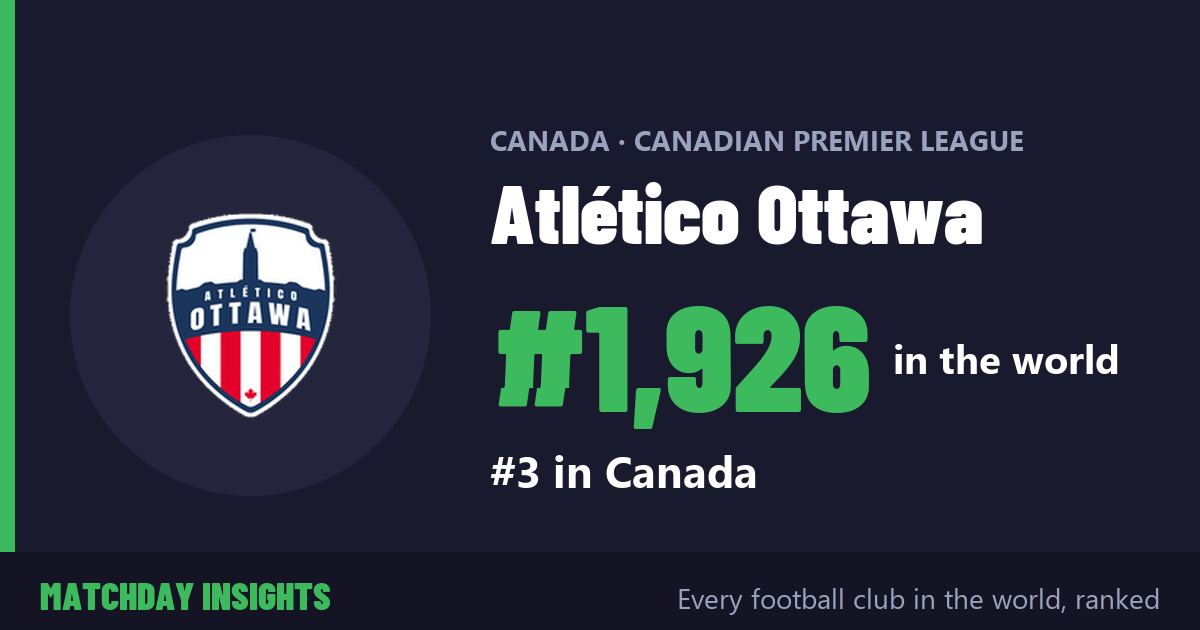 CANADA · CANADIAN PREMIER LEAGUE
Atlético Ottawa
ATLÉTICO
OTTAWA
#1,926 in the world
#3 in Canada
MATCHDAY INSIGHTS
Every football club in the world, ranked